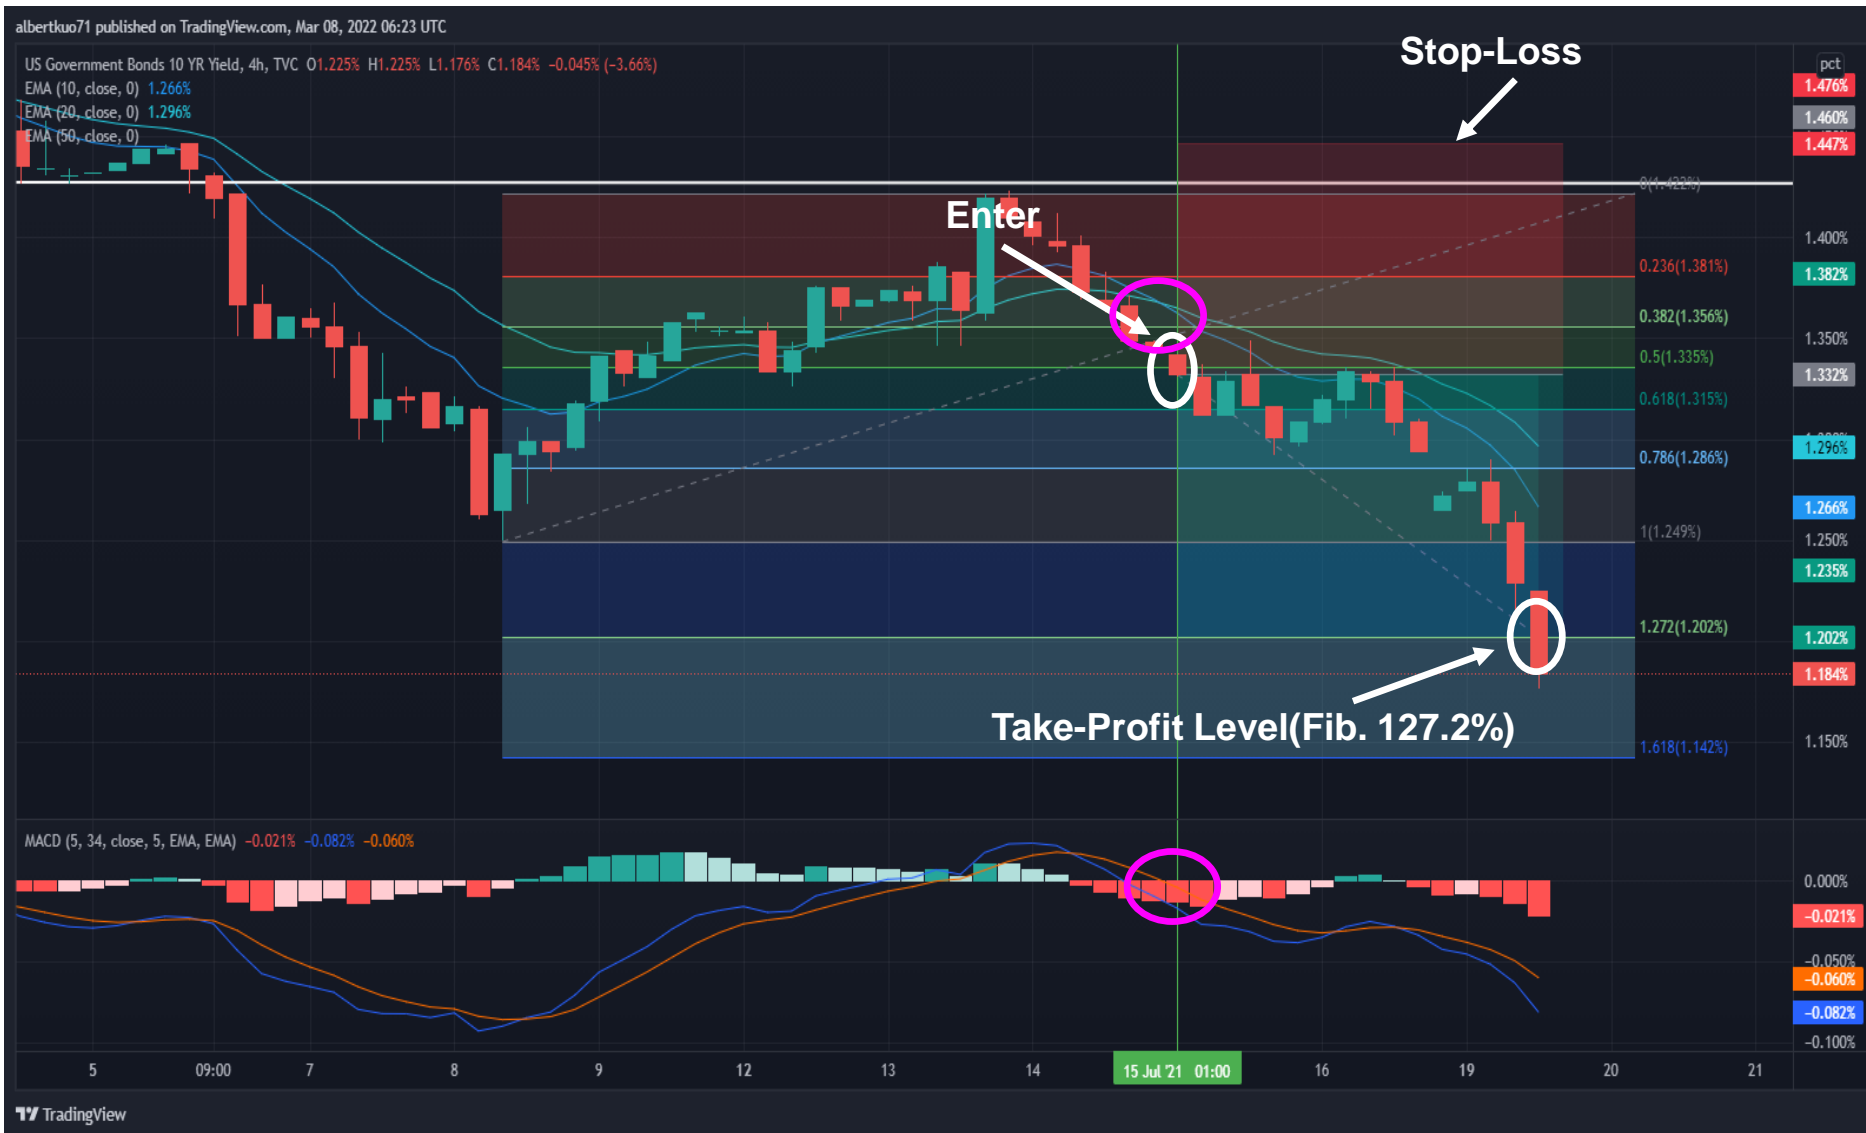 albertkuo71 published on TradingView.com, Mar 08, 2022 06:23 UTC
US Government Bonds 10 YR Yield, 4h, TVC O1.225% H1.225% L1.176% C1.184% −0.045% (−3.66%)
EMA (10, close, 0) 1.266%
EMA (20, close, 0) 1.296%
EMA (50, close, 0)
Stop-Loss
Enter
Take-Profit Level(Fib. 127.2%)
0(1.422%)
0.236(1.381%)
0.382(1.356%)
0.5(1.335%)
0.618(1.315%)
0.786(1.286%)
1(1.249%)
1.272(1.202%)
1.618(1.142%)
pct
1.476%
1.460%
1.447%
1.400%
1.382%
1.350%
1.332%
1.296%
1.266%
1.250%
1.235%
1.202%
1.184%
1.150%
MACD (5, 34, close, 5, EMA, EMA) −0.021% −0.082% −0.060%
0.000%
−0.021%
−0.050%
−0.060%
−0.082%
−0.100%
5 09:00 7 8 9 12 13 14 15 Jul '21 01:00 16 19 20 21
TradingView